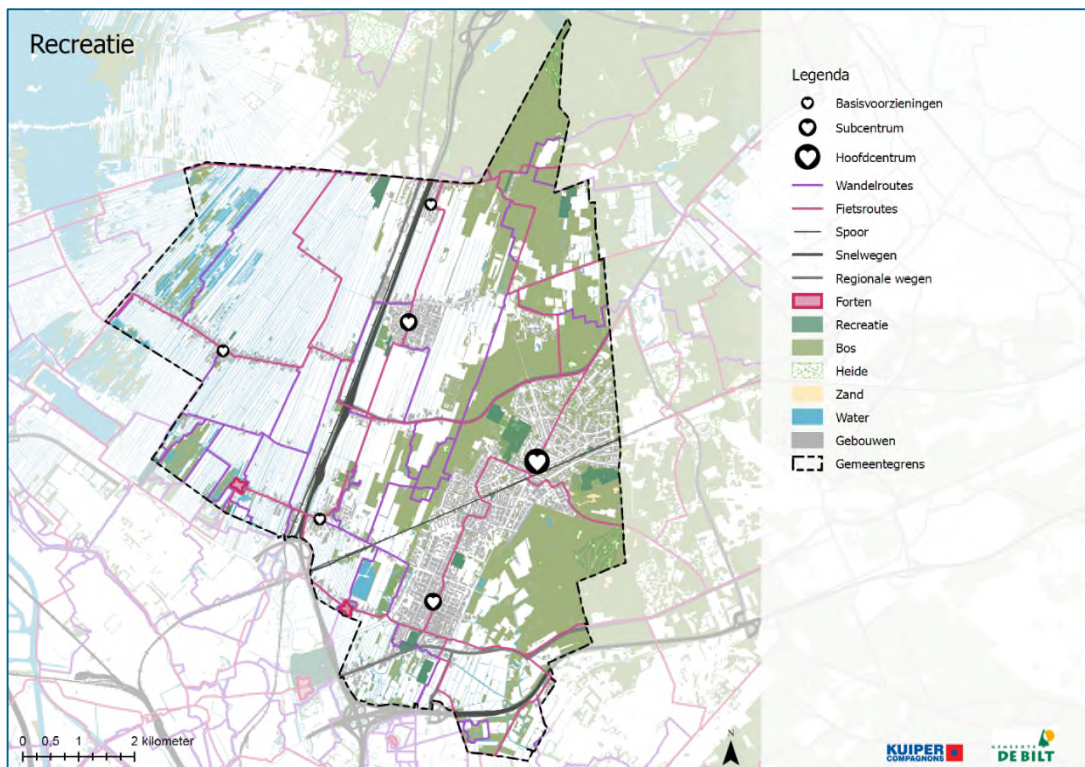 Recreatie
Legenda
Basisvoorzieningen
Subcentrum
Hoofdcentrum
Wandelroutes
Fietsroutes
Spoor
Snelwegen
Regionale wegen
Forten
Recreatie
Bos
Heide
Zand
Water
Gebouwen
Gemeentegrens
0 0,5 1 2 kilometer
N
KUIPER
COMPAGNONS
GEMEENTE
DE BILT